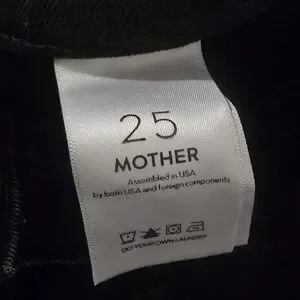 25
MOTHER
Assembled in USA
by both USA and foreign components
DO YOUR OWN LAUNDRY